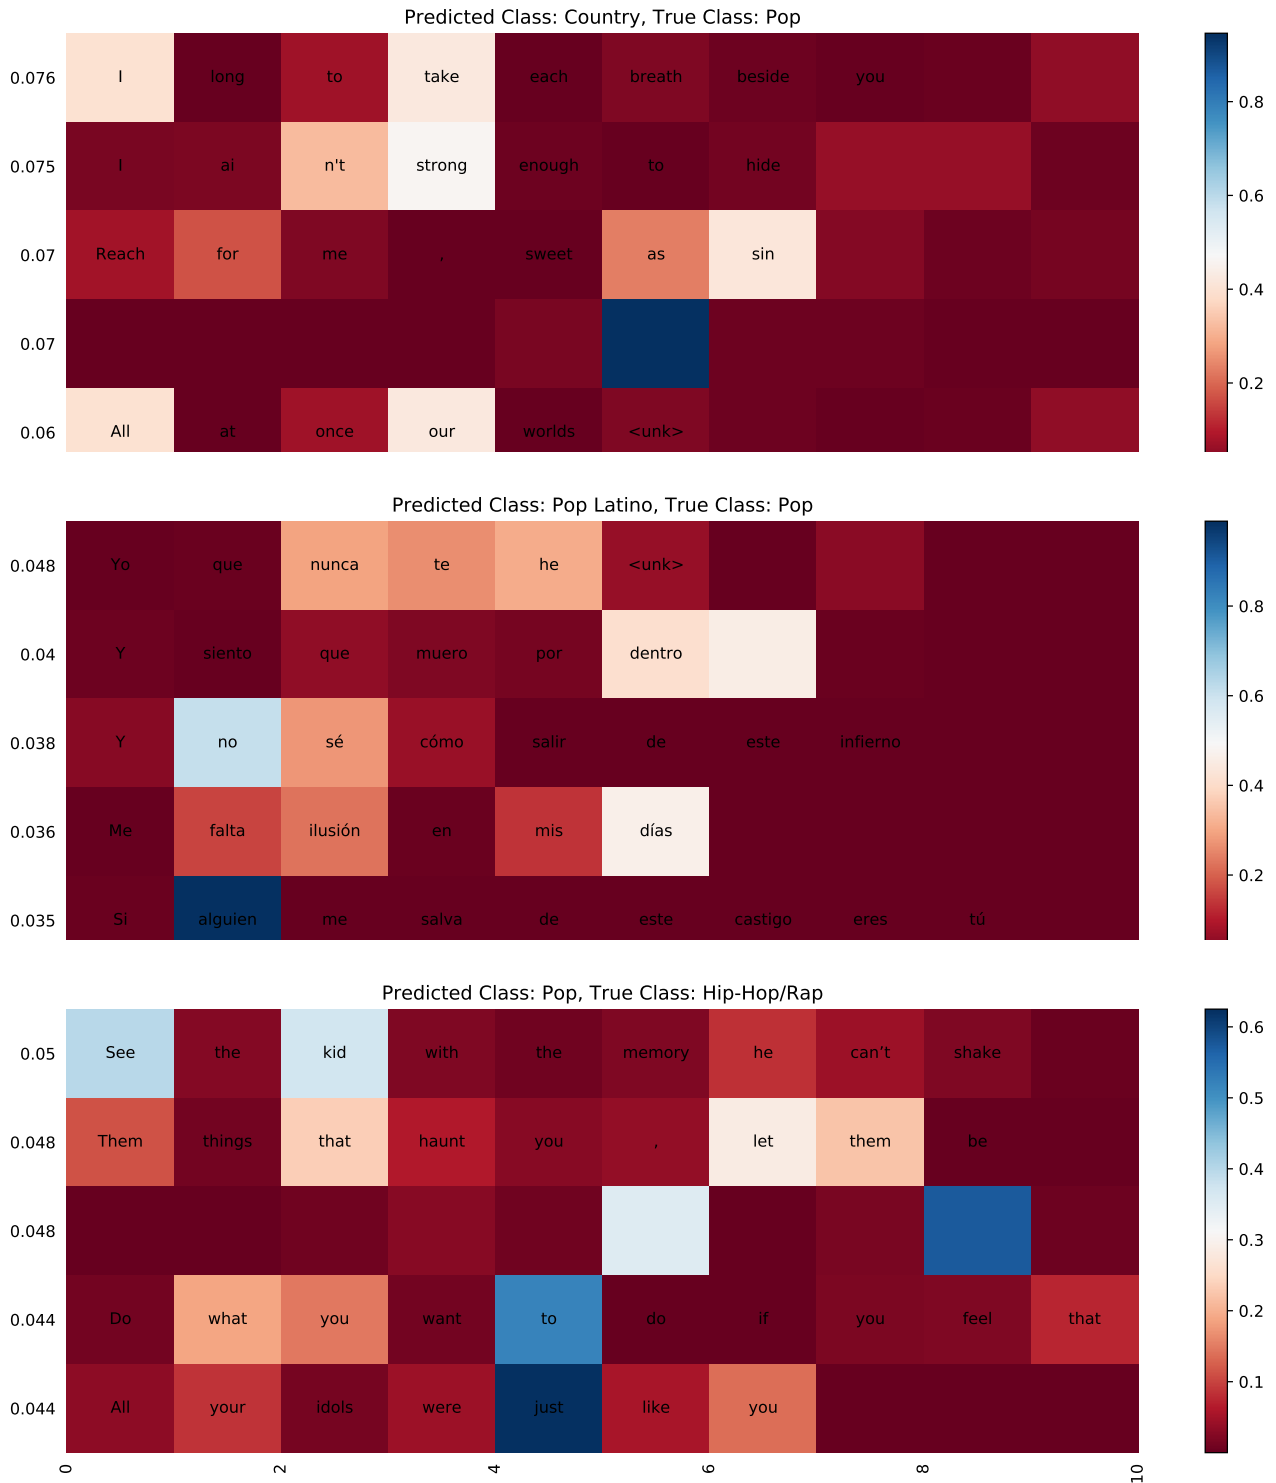 Predicted Class: Country, True Class: Pop
0.076 I long to take each breath beside you
0.075 I ai n't strong enough to hide
0.07 Reach for me , sweet as sin
0.07
0.06 All at once our worlds <unk>
0.8
0.6
0.4
0.2
Predicted Class: Pop Latino, True Class: Pop
0.048 Yo que nunca te he <unk>
0.04 Y siento que muero por dentro
0.038 Y no sé cómo salir de este infierno
0.036 Me falta ilusión en mis días
0.035 Si alguien me salva de este castigo eres tú
0.8
0.6
0.4
0.2
Predicted Class: Pop, True Class: Hip-Hop/Rap
0.05 See the kid with the memory he can’t shake
0.048 Them things that haunt you , let them be
0.048
0.044 Do what you want to do if you feel that
0.044 All your idols were just like you
0.6
0.5
0.4
0.3
0.2
0.1
0 2 4 6 8 10